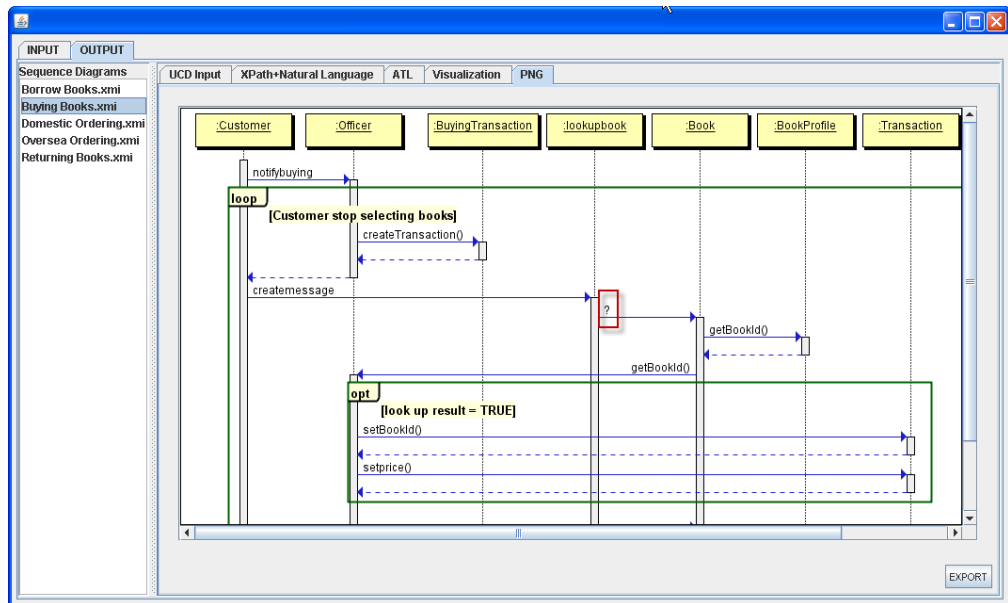 INPUT OUTPUT
Sequence Diagrams
Borrow Books.xmi
Buying Books.xmi
Domestic Ordering.xmi
Oversea Ordering.xmi
Returning Books.xmi
UCD Input XPath+Natural Language ATL Visualization PNG
:Customer :Officer :BuyingTransaction :lookupbook :Book :BookProfile :Transaction
notifybuying
loop
[Customer stop selecting books]
createTransaction()
createmessage
?
getBookId()
getBookId()
opt
[look up result = TRUE]
setBookId()
setprice()
EXPORT